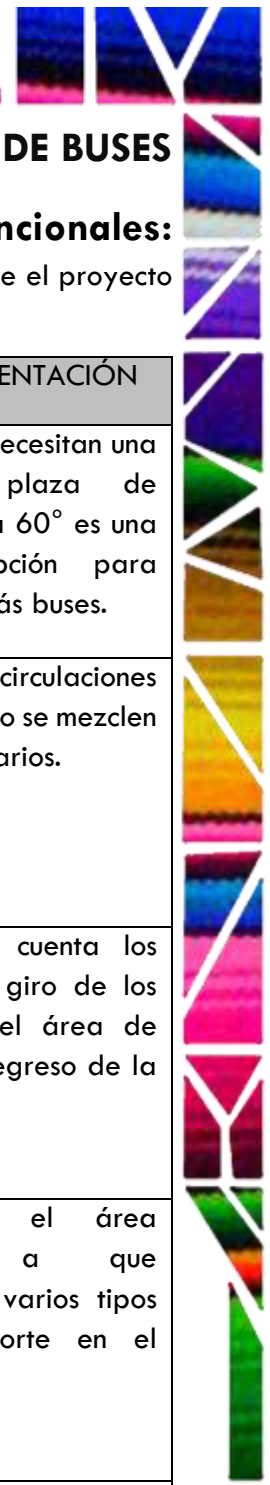 DE BUSES
ncionales:
e el proyecto
ENTACIÓN
ecesitan una
plaza de
a 60° es una
pción para
ás buses.
circulaciones
o se mezclen
arios.
cuenta los
giro de los
el área de
egreso de la
el área
a que
varios tipos
orte en el